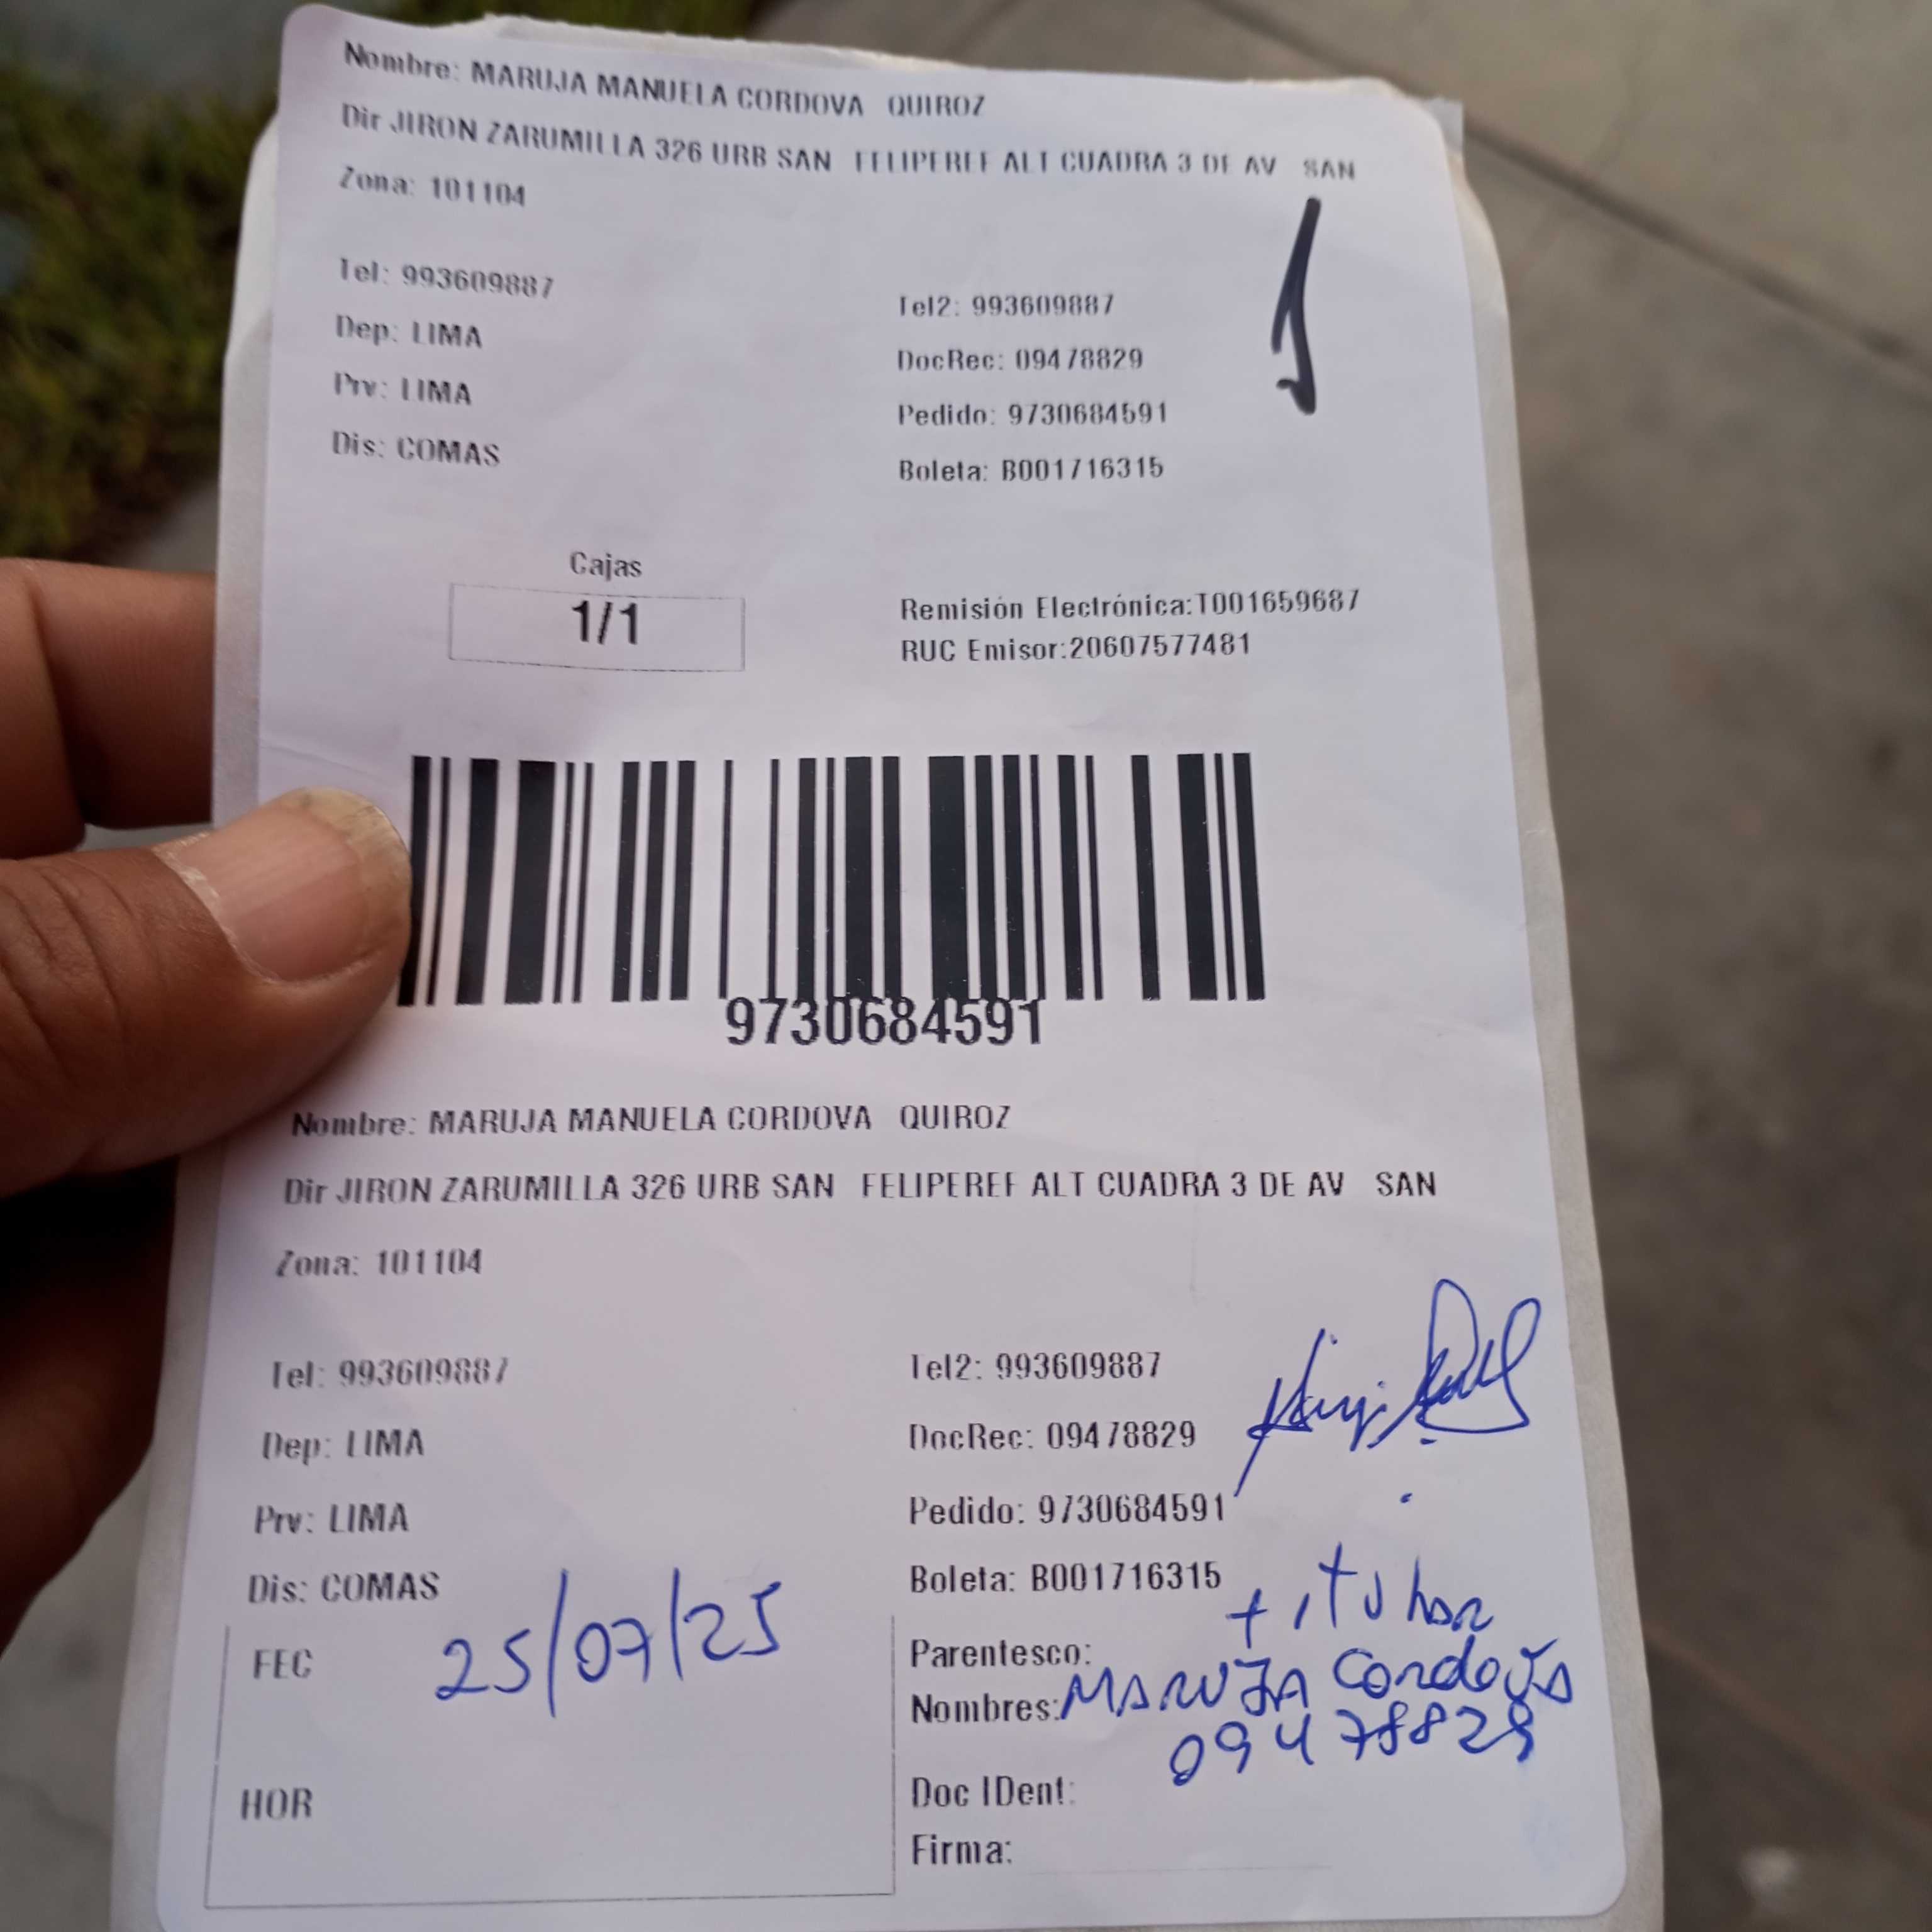 Nombre: MARUJA MANUELA CORDOVA QUIROZ
Dir JIRON ZARUMILLA 326 URB SAN FELIPEREF ALT CUADRA 3 DE AV SAN
Zona: 101104
Tel: 993609887
Tel2: 993609887
Dep: LIMA
DocRec: 09478829
Prv: LIMA
Pedido: 9730684591
Dis: COMAS
Boleta: B001716315
Cajas
1/1
Remisión Electrónica:T001659687
RUC Emisor:20607577481
9730684591
Nombre: MARUJA MANUELA CORDOVA QUIROZ
Dir JIRON ZARUMILLA 326 URB SAN FELIPEREF ALT CUADRA 3 DE AV SAN
Zona: 101104
Tel: 993609887
Tel2: 993609887
Dep: LIMA
DocRec: 09478829
Prv: LIMA
Pedido: 9730684591
Dis: COMAS
Boleta: B001716315
FEC 25/07/25
Parentesco: titular
Nombres: MARUJA Cordova
09478829
HOR
Doc IDent:
Firma: